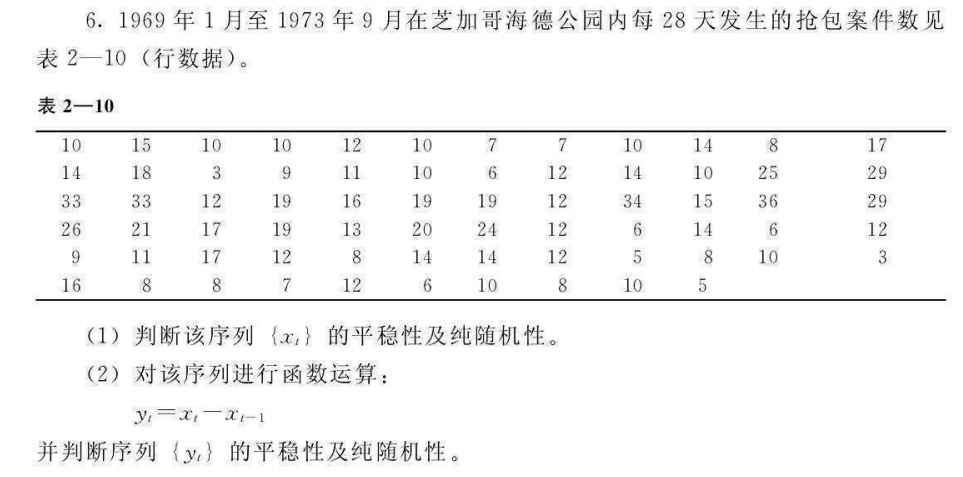 6. 1969 年 1 月至 1973 年 9 月在芝加哥海德公园内每 28 天发生的抢包案件数见
表 2—10（行数据）。
表 2—10
10 15 10 10 12 10 7 7 10 14 8 17
14 18 3 9 11 10 6 12 14 10 25 29
33 33 12 19 16 19 19 12 34 15 36 29
26 21 17 19 13 20 24 12 6 14 6 12
9 11 17 12 8 14 14 12 5 8 10 3
16 8 8 7 12 6 10 8 10 5
（1）判断该序列｛xₜ｝的平稳性及纯随机性。
（2）对该序列进行函数运算：
yₜ＝xₜ－xₜ₋₁
并判断序列｛yₜ｝的平稳性及纯随机性。